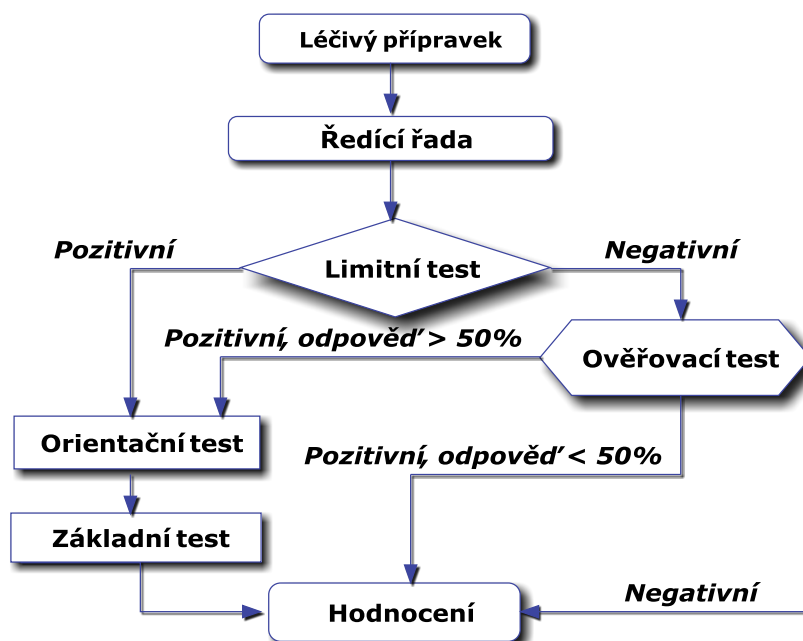 Léčivý přípravek
Ředící řada
Pozitivní
Negativní
Limitní test
Pozitivní, odpověď > 50%
Ověřovací test
Orientační test
Pozitivní, odpověď < 50%
Základní test
Negativní
Hodnocení